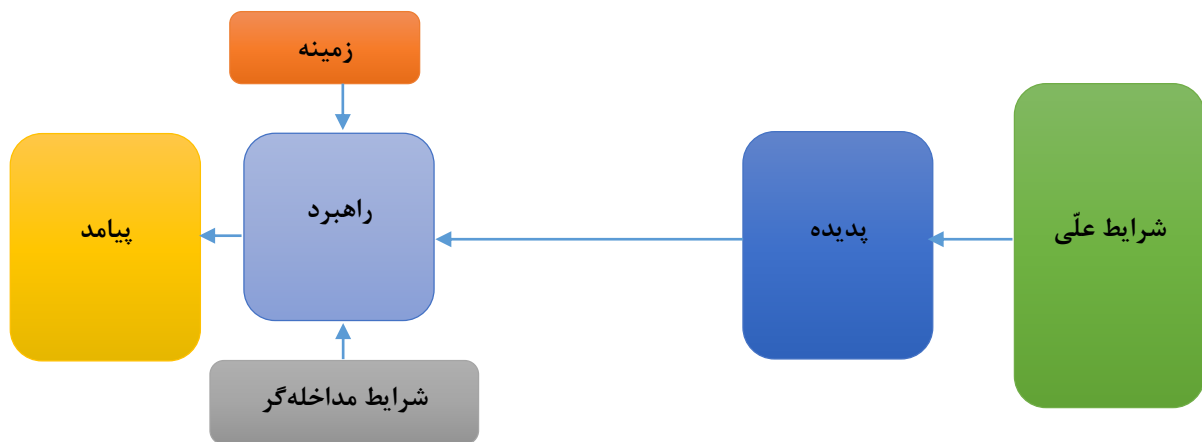 زمینه
شرایط علّی
پدیده
راهبرد
پیامد
شرایط مداخله‌گر